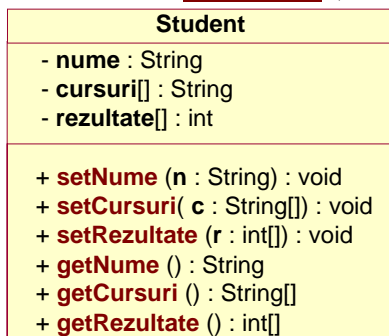 Student
- nume : String
- cursuri[] : String
- rezultate[] : int
+ setNume (n : String) : void
+ setCursuri( c : String[]) : void
+ setRezultate (r : int[]) : void
+ getNume () : String
+ getCursuri () : String[]
+ getRezultate () : int[]